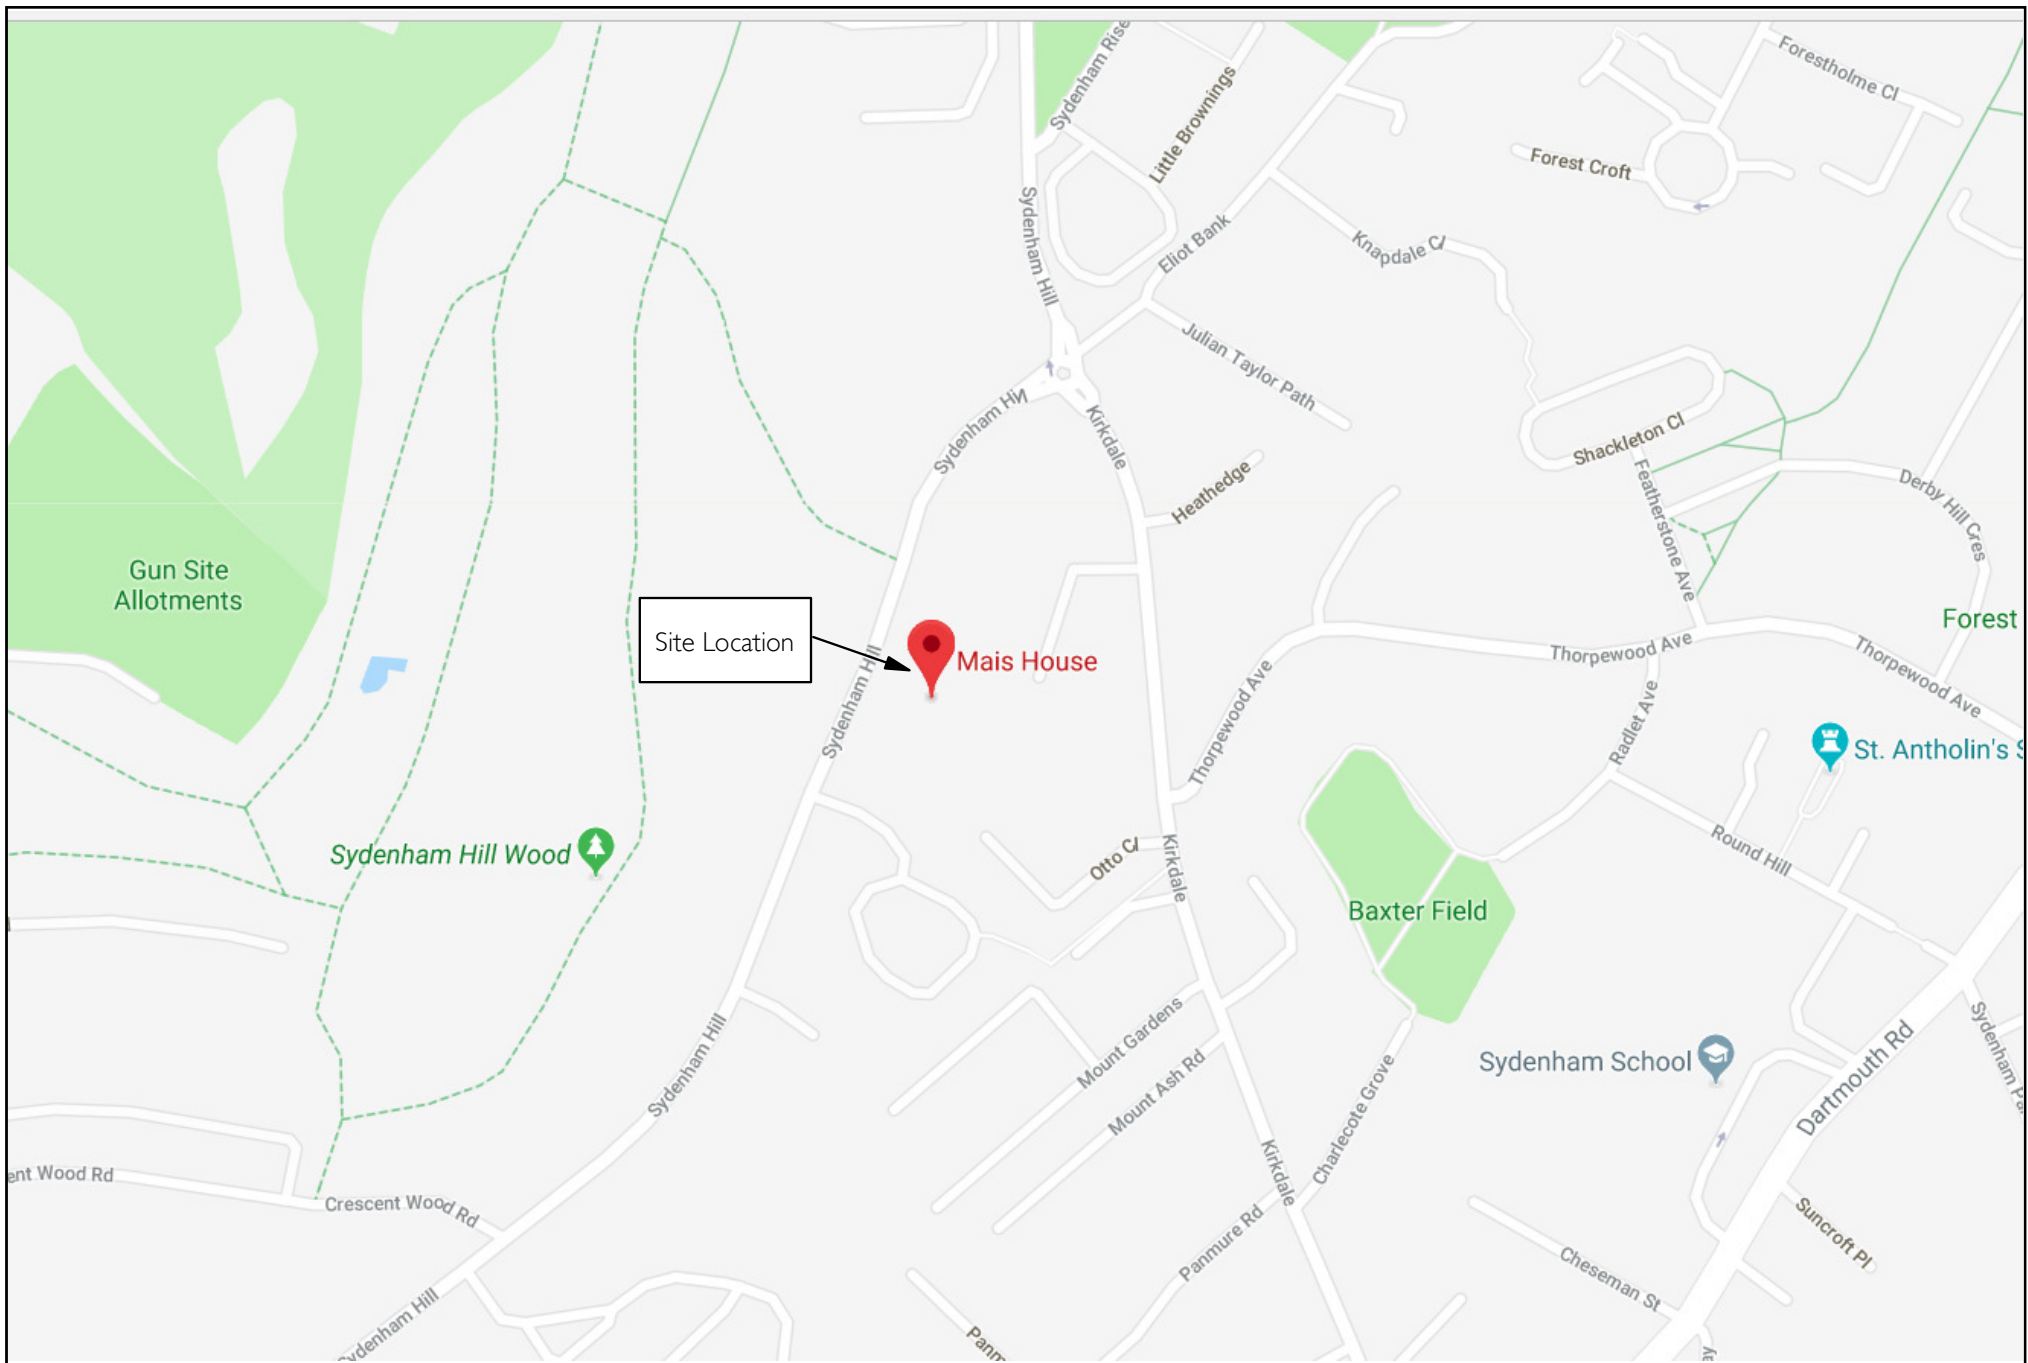 Sydenham Rise
Forestholme Cl
Little Brownings
Forest Croft
Sydenham Hill
Eliot Bank
Knapdale Cl
Julian Taylor Path
Sydenham Hill
Kirkdale
Shackleton Cl
Heathedge
Featherstone Ave
Derby Hill Cres
Gun Site
Allotments
Forest
Site Location
Mais House
Sydenham Hill
Thorpewood Ave
Thorpewood Ave
Thorpewood Ave
Radlet Ave
St. Antholin's S
Sydenham Hill Wood
Otto Cl
Kirkdale
Round Hill
Baxter Field
Mount Gardens
Sydenham Hill
Mount Ash Rd
Sydenham School
Dartmouth Rd
Sydenham Pa
Charlecote Grove
Kirkdale
ent Wood Rd
Crescent Wood Rd
Panmure Rd
Suncroft Pl
Cheseman St
Sydenham Hill
Panm